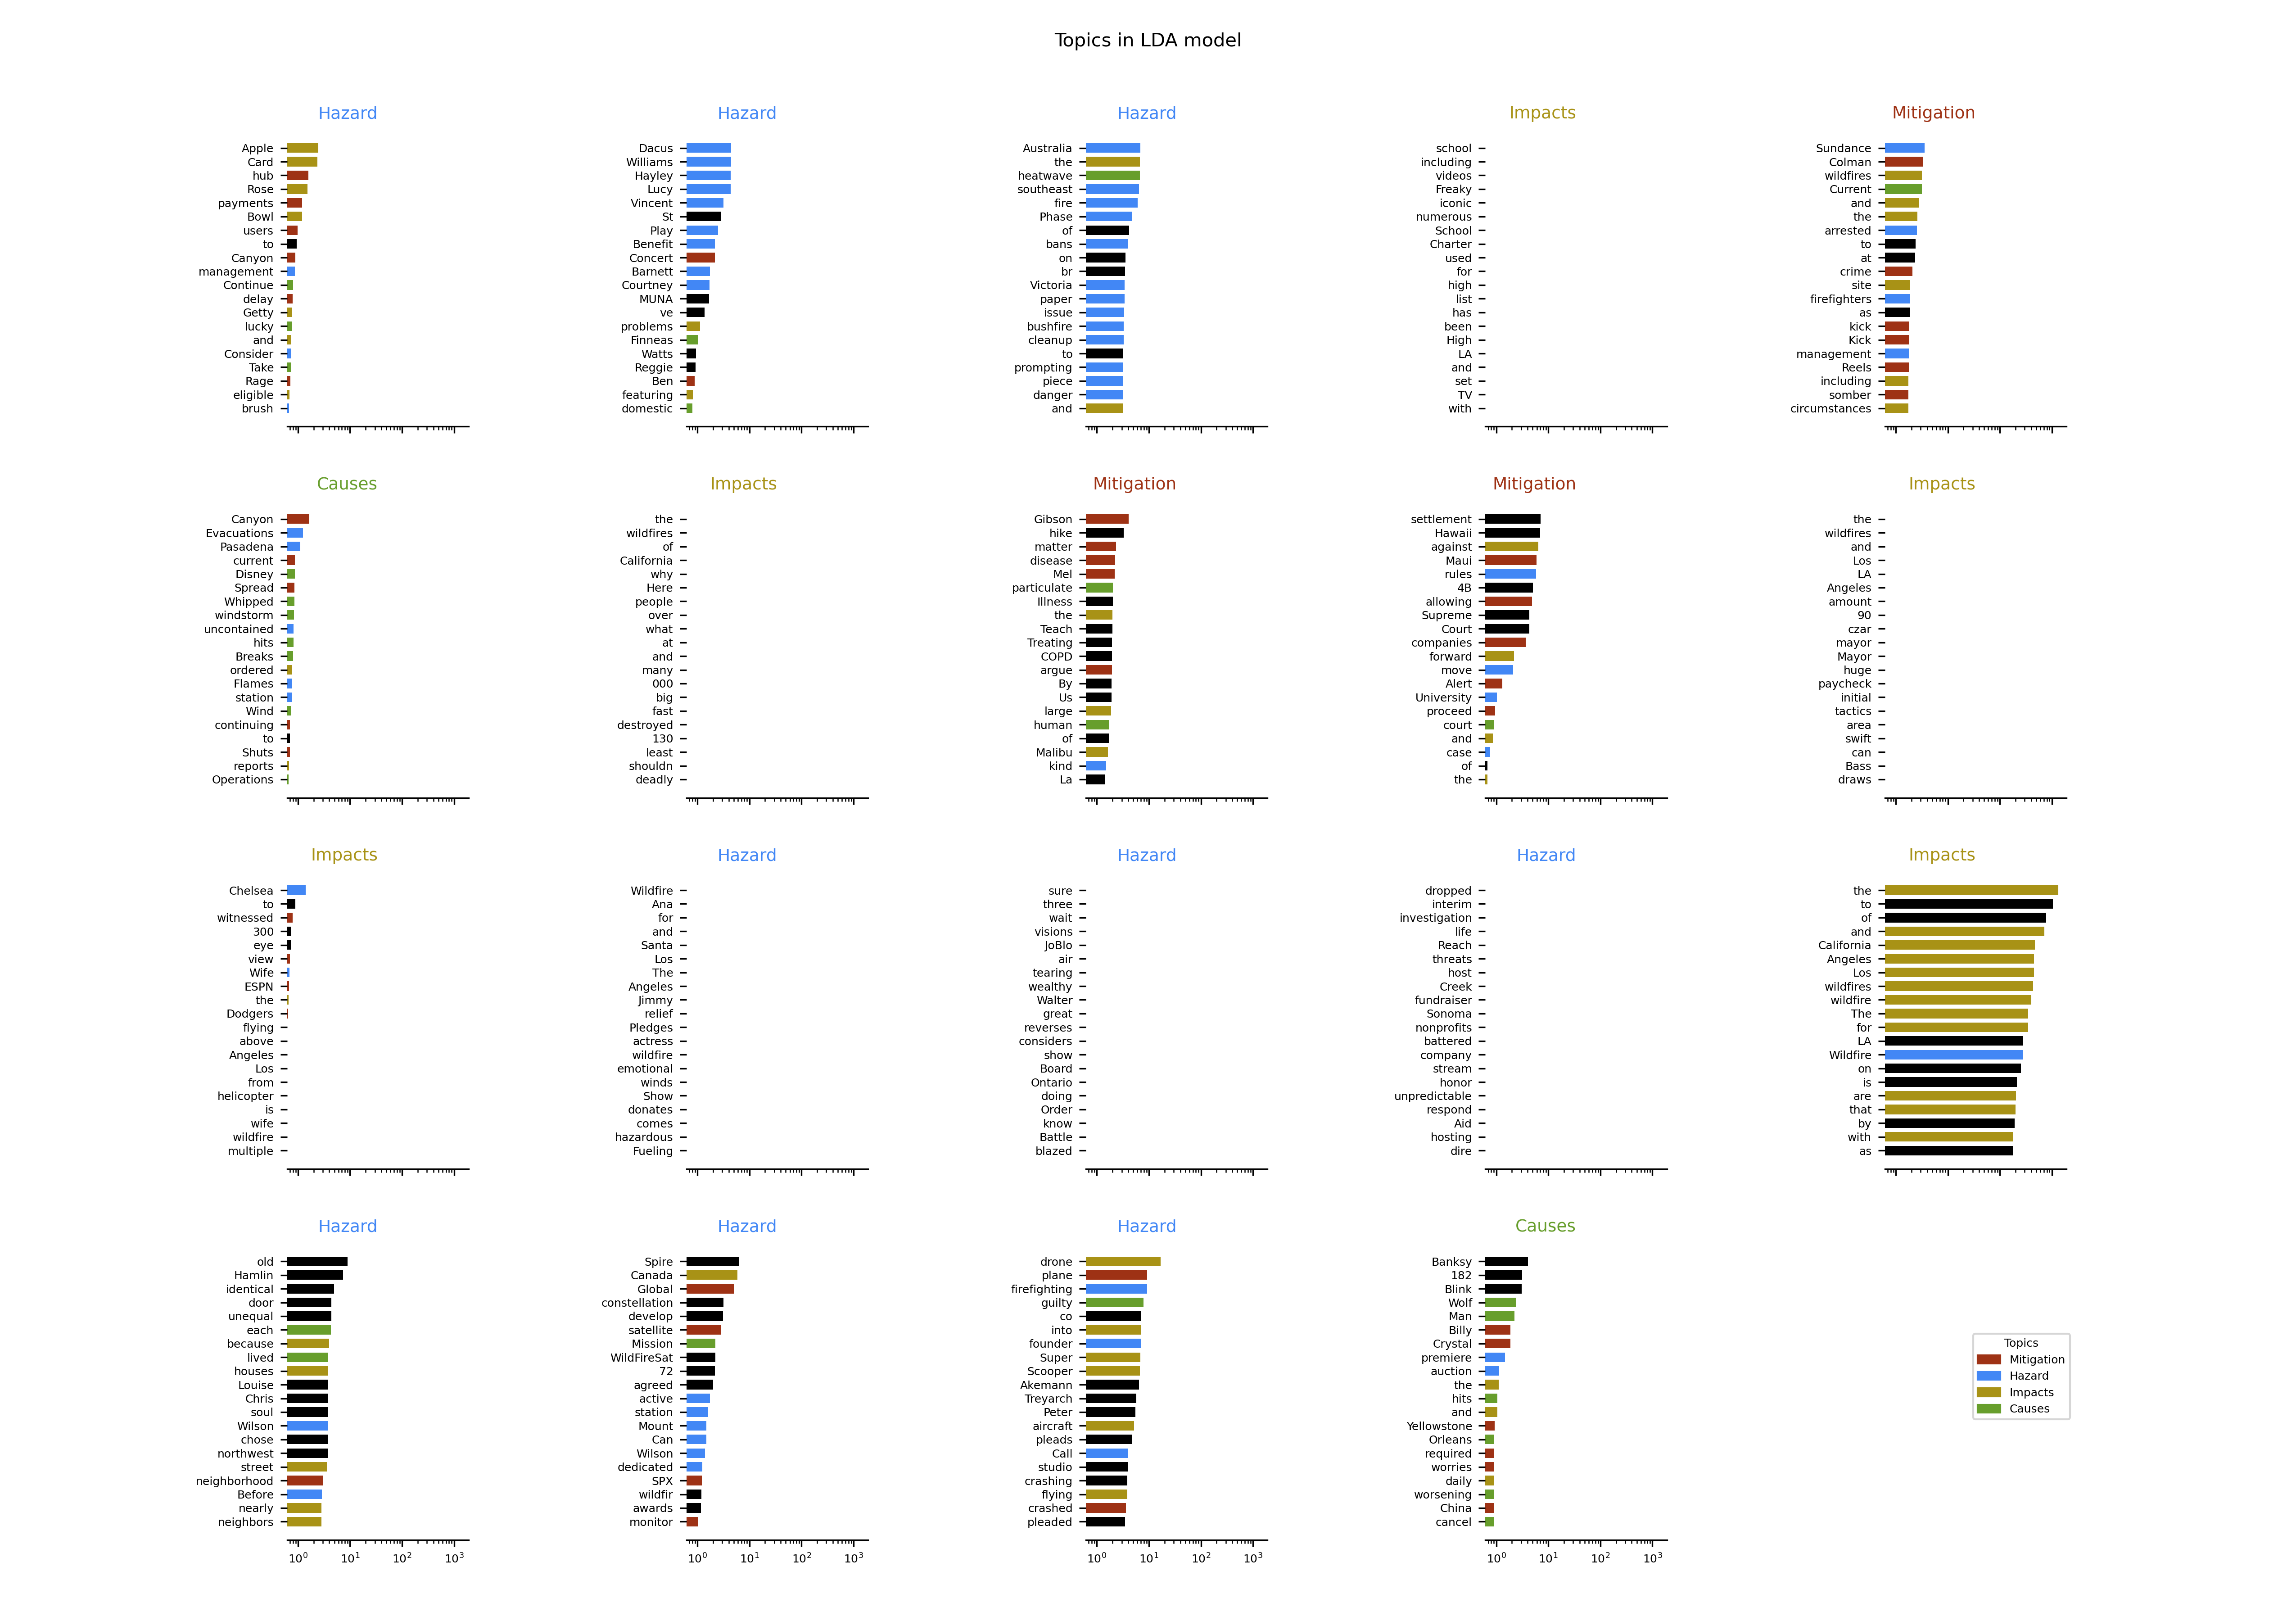 Topics in LDA model
Hazard
Apple
Card
hub
Rose
payments
Bowl
users
to
Canyon
management
Continue
delay
Getty
lucky
and
Consider
Take
Rage
eligible
brush
Hazard
Dacus
Williams
Hayley
Lucy
Vincent
St
Play
Benefit
Concert
Barnett
Courtney
MUNA
ve
problems
Finneas
Watts
Reggie
Ben
featuring
domestic
Hazard
Australia
the
heatwave
southeast
fire
Phase
of
bans
on
br
Victoria
paper
issue
bushfire
cleanup
to
prompting
piece
danger
and
Impacts
school
including
videos
Freaky
iconic
numerous
School
Charter
used
for
high
list
has
been
High
LA
and
set
TV
with
Mitigation
Sundance
Colman
wildfires
Current
and
the
arrested
to
at
crime
site
firefighters
as
kick
Kick
management
Reels
including
somber
circumstances
Causes
Canyon
Evacuations
Pasadena
current
Disney
Spread
Whipped
windstorm
uncontained
hits
Breaks
ordered
Flames
station
Wind
continuing
to
Shuts
reports
Operations
Impacts
the
wildfires
of
California
why
Here
people
over
what
at
and
many
000
big
fast
destroyed
130
least
shouldn
deadly
Mitigation
Gibson
hike
matter
disease
Mel
particulate
Illness
the
Teach
Treating
COPD
argue
By
Us
large
human
of
Malibu
kind
La
Mitigation
settlement
Hawaii
against
Maui
rules
4B
allowing
Supreme
Court
companies
forward
move
Alert
University
proceed
court
and
case
of
the
Impacts
the
wildfires
and
Los
LA
Angeles
amount
90
czar
mayor
Mayor
huge
paycheck
initial
tactics
area
swift
can
Bass
draws
Impacts
Chelsea
to
witnessed
300
eye
view
Wife
ESPN
the
Dodgers
flying
above
Angeles
Los
from
helicopter
is
wife
wildfire
multiple
Hazard
Wildfire
Ana
for
and
Santa
Los
The
Angeles
Jimmy
relief
Pledges
actress
wildfire
emotional
winds
Show
donates
comes
hazardous
Fueling
Hazard
sure
three
wait
visions
JoBlo
air
tearing
wealthy
Walter
great
reverses
considers
show
Board
Ontario
doing
Order
know
Battle
blazed
Hazard
dropped
interim
investigation
life
Reach
threats
host
Creek
fundraiser
Sonoma
nonprofits
battered
company
stream
honor
unpredictable
respond
Aid
hosting
dire
Impacts
the
to
of
and
California
Angeles
Los
wildfires
wildfire
The
for
LA
Wildfire
on
is
are
that
by
with
as
Hazard
old
Hamlin
identical
door
unequal
each
because
lived
houses
Louise
Chris
soul
Wilson
chose
northwest
street
neighborhood
Before
nearly
neighbors
10⁰ 10¹ 10² 10³
Hazard
Spire
Canada
Global
constellation
develop
satellite
Mission
WildFireSat
72
agreed
active
station
Mount
Can
Wilson
dedicated
SPX
wildfir
awards
monitor
10⁰ 10¹ 10² 10³
Hazard
drone
plane
firefighting
guilty
co
into
founder
Super
Scooper
Akemann
Treyarch
Peter
aircraft
pleads
Call
studio
crashing
flying
crashed
pleaded
10⁰ 10¹ 10² 10³
Causes
Banksy
182
Blink
Wolf
Man
Billy
Crystal
premiere
auction
the
hits
and
Yellowstone
Orleans
required
worries
daily
worsening
China
cancel
10⁰ 10¹ 10² 10³
Topics
Mitigation
Hazard
Impacts
Causes